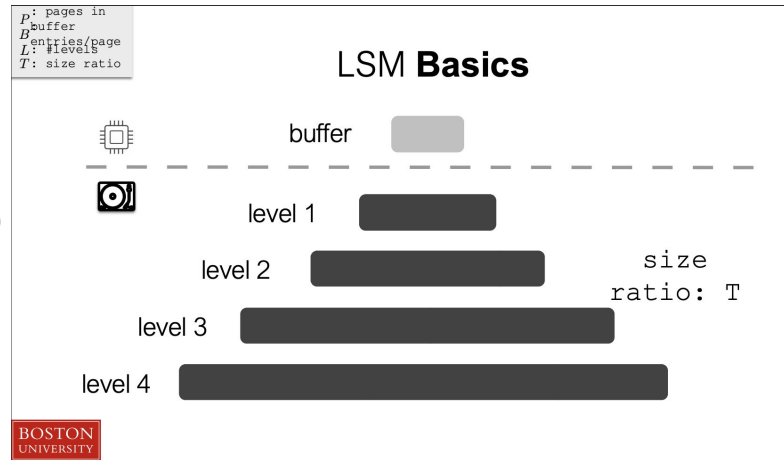 P: pages in
buffer
B:
entries/page
L: #levels
T: size ratio
LSM Basics
buffer
level 1
level 2
size
ratio: T
level 3
level 4
BOSTON
UNIVERSITY